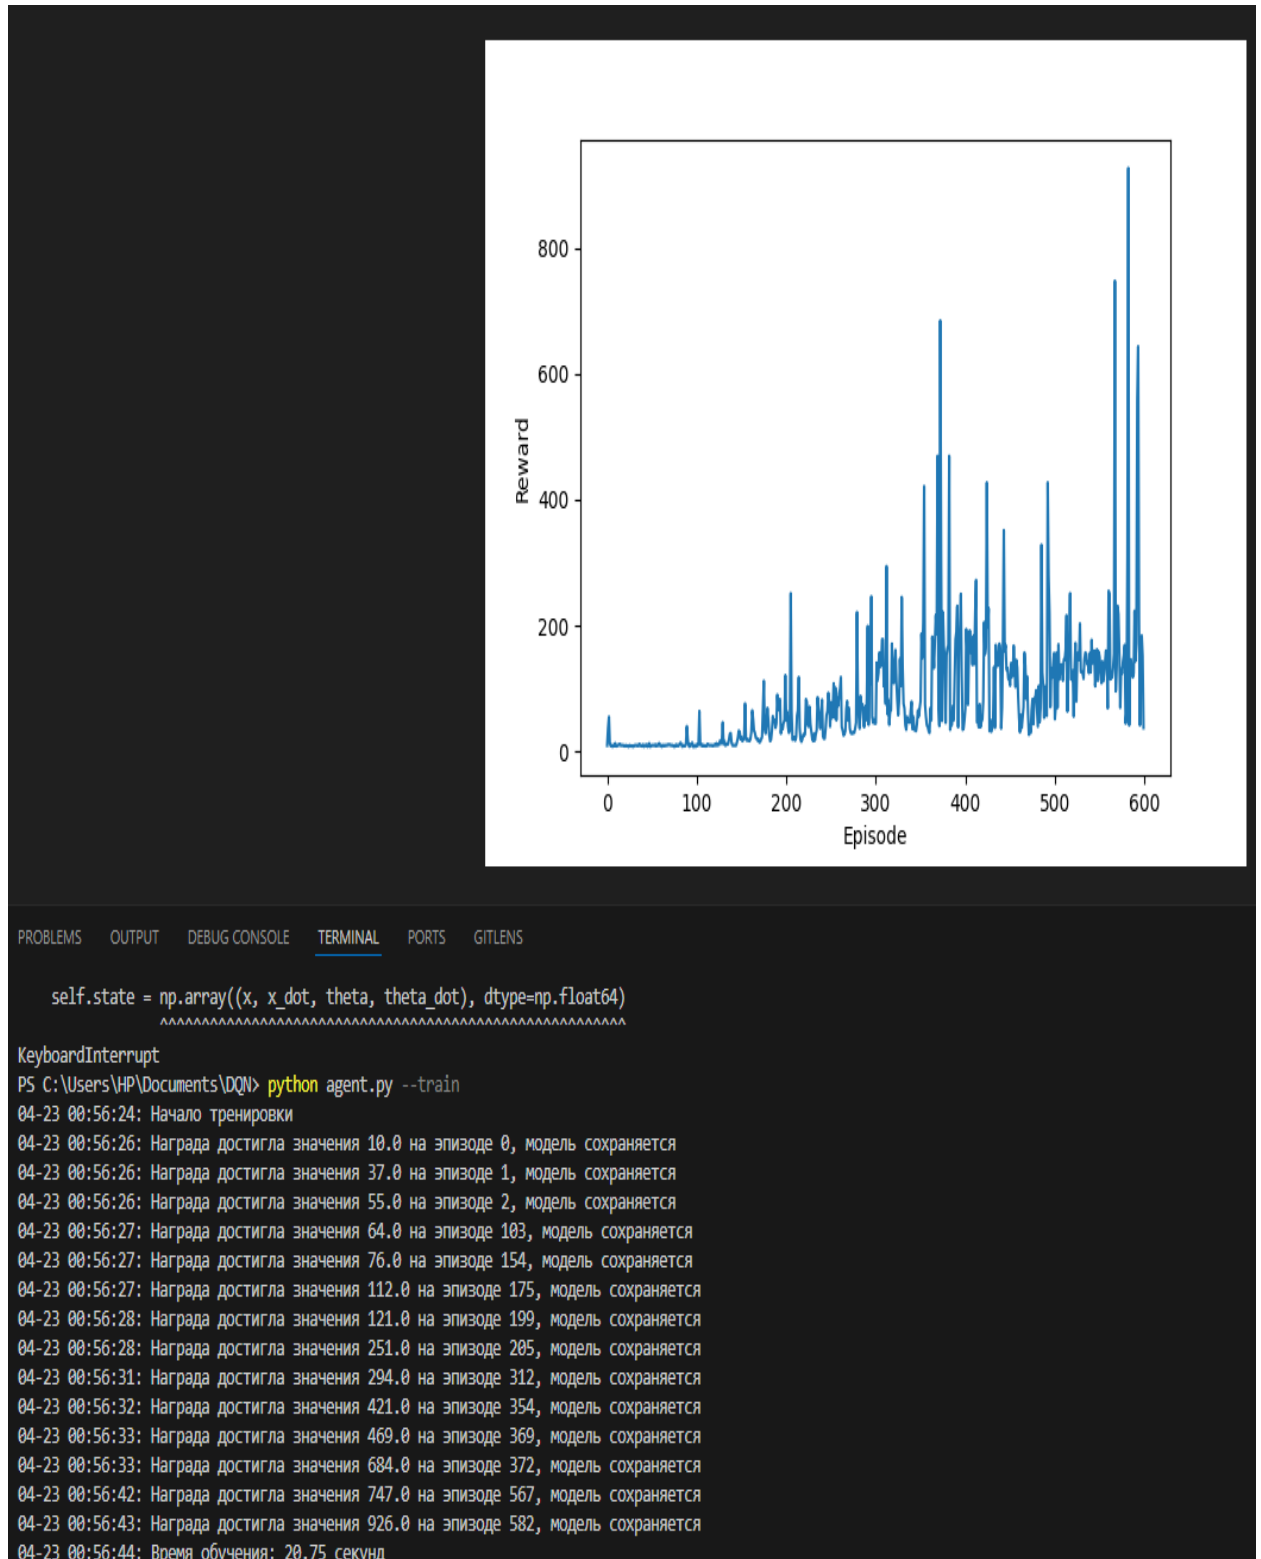 800
600
Reward
400
200
0
0 100 200 300 400 500 600
Episode
PROBLEMS OUTPUT DEBUG CONSOLE TERMINAL PORTS GITLENS
self.state = np.array((x, x_dot, theta, theta_dot), dtype=np.float64)
^^^^^^^^^^^^^^^^^^^^^^^^^^^^^^^^^^^^^^^^^^^^^^^^^^^^^^^^
KeyboardInterrupt
PS C:\Users\HP\Documents\DQN> python agent.py --train
04-23 00:56:24: Начало тренировки
04-23 00:56:26: Награда достигла значения 10.0 на эпизоде 0, модель сохраняется
04-23 00:56:26: Награда достигла значения 37.0 на эпизоде 1, модель сохраняется
04-23 00:56:26: Награда достигла значения 55.0 на эпизоде 2, модель сохраняется
04-23 00:56:27: Награда достигла значения 64.0 на эпизоде 103, модель сохраняется
04-23 00:56:27: Награда достигла значения 76.0 на эпизоде 154, модель сохраняется
04-23 00:56:27: Награда достигла значения 112.0 на эпизоде 175, модель сохраняется
04-23 00:56:28: Награда достигла значения 121.0 на эпизоде 199, модель сохраняется
04-23 00:56:28: Награда достигла значения 251.0 на эпизоде 205, модель сохраняется
04-23 00:56:31: Награда достигла значения 294.0 на эпизоде 312, модель сохраняется
04-23 00:56:32: Награда достигла значения 421.0 на эпизоде 354, модель сохраняется
04-23 00:56:33: Награда достигла значения 469.0 на эпизоде 369, модель сохраняется
04-23 00:56:33: Награда достигла значения 684.0 на эпизоде 372, модель сохраняется
04-23 00:56:42: Награда достигла значения 747.0 на эпизоде 567, модель сохраняется
04-23 00:56:43: Награда достигла значения 926.0 на эпизоде 582, модель сохраняется
04-23 00:56:44: Время обучения: 20.75 секунд